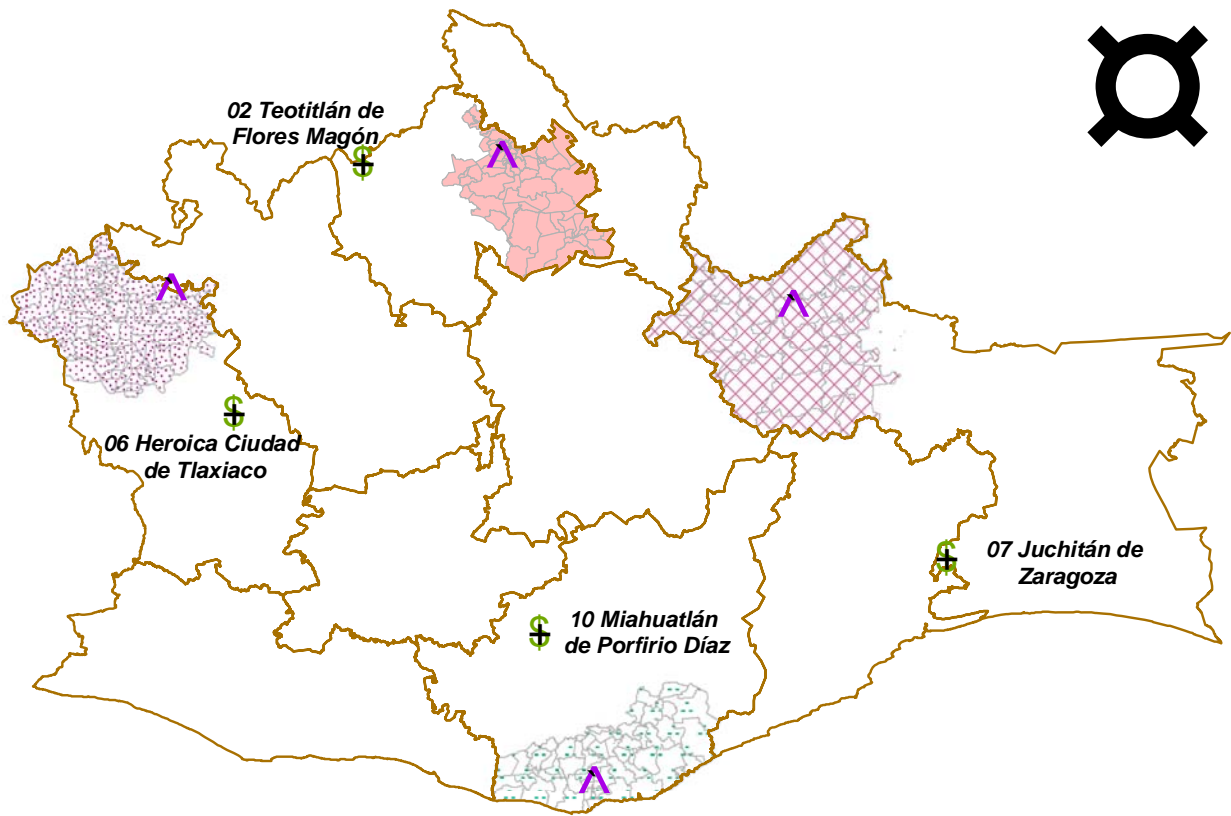 02 Teotitlán de
Flores Magón
06 Heroica Ciudad
de Tlaxiaco
07 Juchitán de
Zaragoza
10 Miahuatlán
de Porfirio Díaz